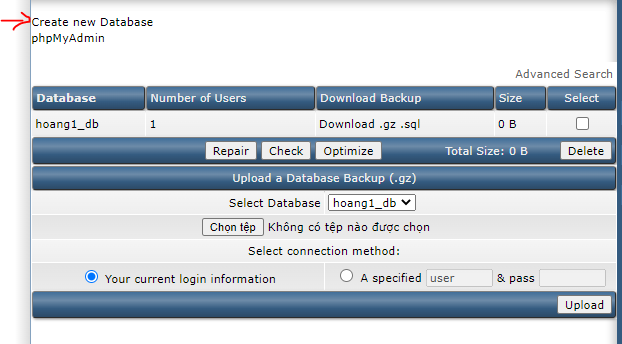 Create new Database
phpMyAdmin
Advanced Search
Database Number of Users Download Backup Size Select
hoang1_db 1 Download .gz .sql 0 B
Repair Check Optimize Total Size: 0 B Delete
Upload a Database Backup (.gz)
Select Database hoang1_db
Chọn tệp Không có tệp nào được chọn
Select connection method:
Your current login information A specified user & pass
Upload